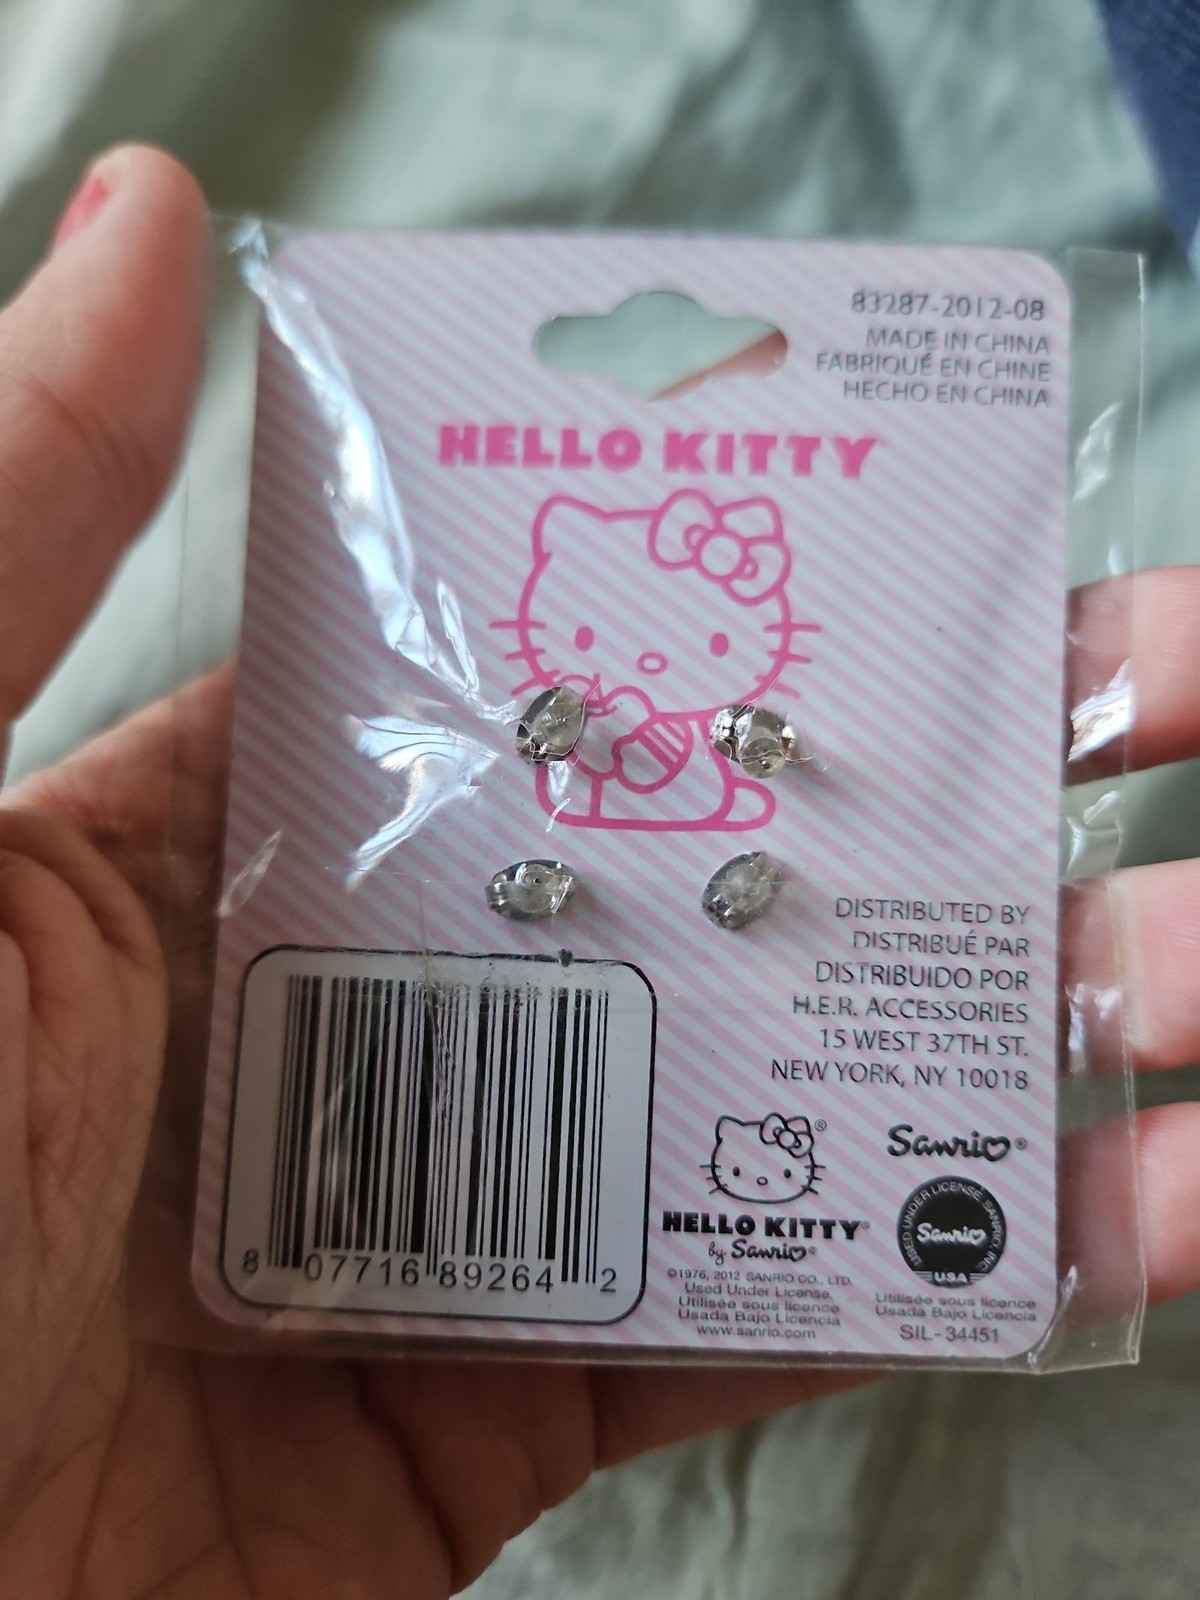 83287-2012-08
MADE IN CHINA
FABRIQUÉ EN CHINE
HECHO EN CHINA
HELLO KITTY
DISTRIBUTED BY
DISTRIBUÉ PAR
DISTRIBUIDO POR
H.E.R. ACCESSORIES
15 WEST 37TH ST.
NEW YORK, NY 10018
8 07716 89264 2
®
HELLO KITTY®
by Sanrio®
©1976, 2012 SANRIO CO., LTD.
Used Under License.
Utilisée sous licence
Usada Bajo Licencia
www.sanrio.com
Sanrio®
USED UNDER LICENSE, SANRIO, INC.
Sanrio
USA
Utilisée sous licence
Usada Bajo Licencia
SIL-34451